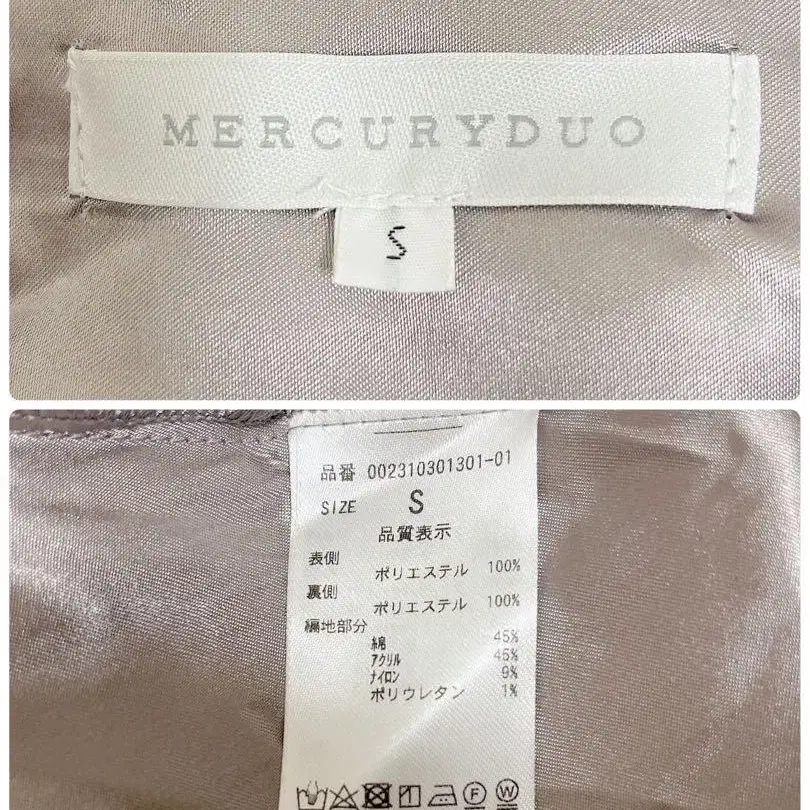 MERCURYDUO
S
品番 002310301301-01
SIZE S
品質表示
表側
ポリエステル 100%
裏側
ポリエステル 100%
編地部分
綿 45%
アクリル 45%
ナイロン 9%
ポリウレタン 1%
F W